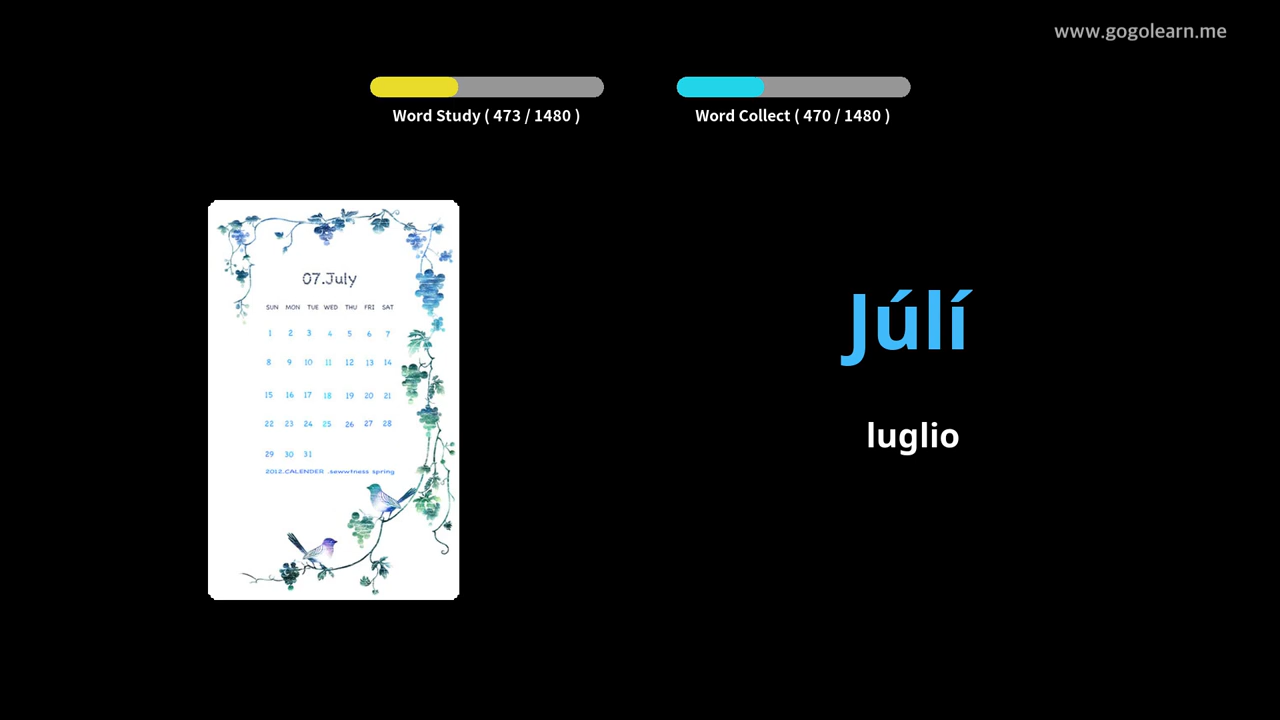 www.gogolearn.me
Word Study ( 473 / 1480 )
Word Collect ( 470 / 1480 )
07.July
SUN MON TUE WED THU FRI SAT
1 2 3 4 5 6 7
8 9 10 11 12 13 14
15 16 17 18 19 20 21
22 23 24 25 26 27 28
29 30 31
2012.CALENDER .sewwtness spring
Júlí
luglio